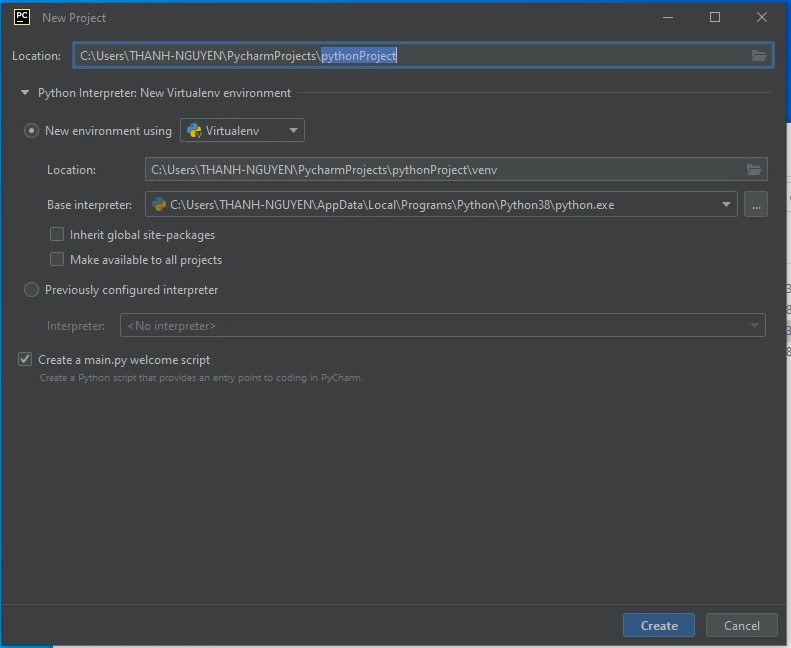 PC New Project
Location: C:\Users\THANH-NGUYEN\PycharmProjects\pythonProject
Python Interpreter: New Virtualenv environment
New environment using Virtualenv
Location: C:\Users\THANH-NGUYEN\PycharmProjects\pythonProject\venv
Base interpreter: C:\Users\THANH-NGUYEN\AppData\Local\Programs\Python\Python38\python.exe ...
Inherit global site-packages
Make available to all projects
Previously configured interpreter
Interpreter: <No interpreter>
Create a main.py welcome script
Create a Python script that provides an entry point to coding in PyCharm.
Create Cancel